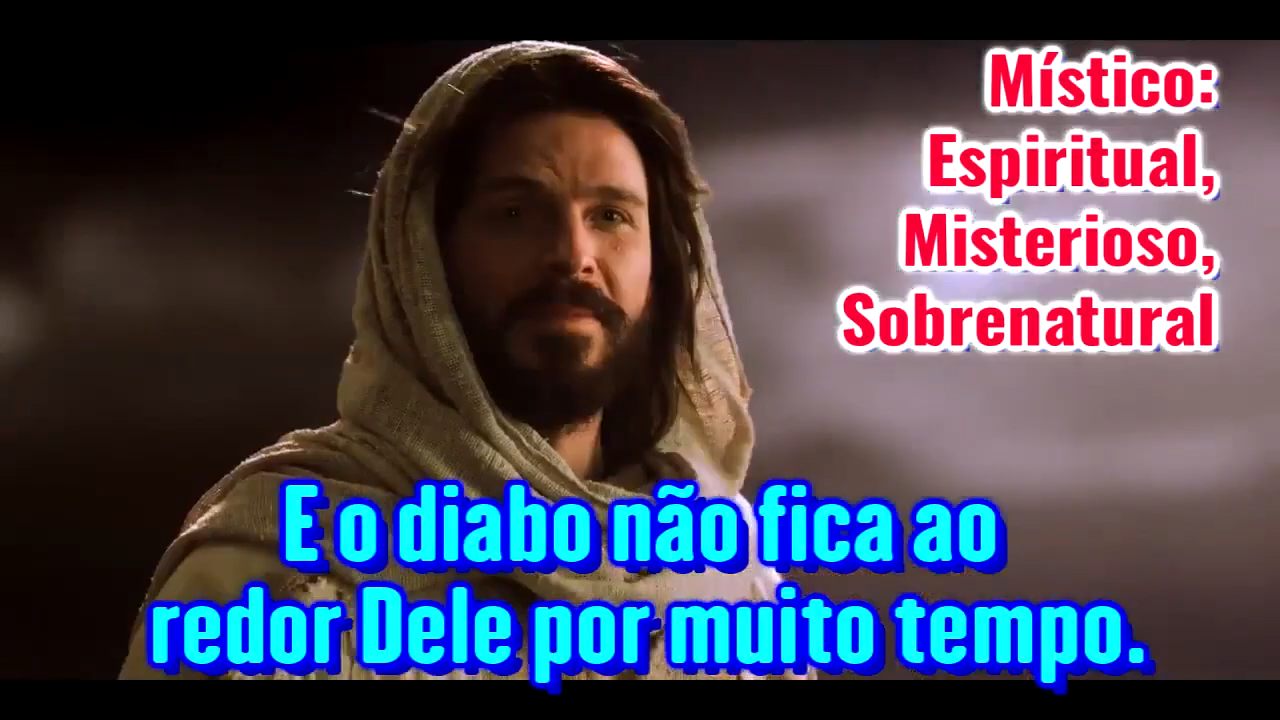 Místico:
Espiritual,
Misterioso,
Sobrenatural
E o diabo não fica ao
redor Dele por muito tempo.